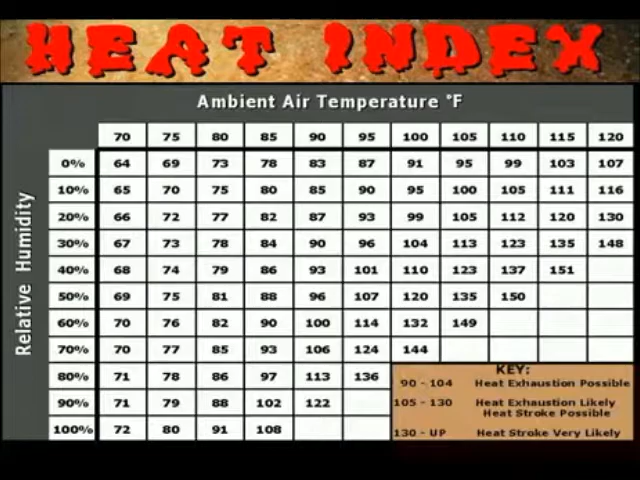 HEAT INDEX
Ambient Air Temperature °F
70 75 80 85 90 95 100 105 110 115 120
Relative Humidity
0% 64 69 73 78 83 87 91 95 99 103 107
10% 65 70 75 80 85 90 95 100 105 111 116
20% 66 72 77 82 87 93 99 105 112 120 130
30% 67 73 78 84 90 96 104 113 123 135 148
40% 68 74 79 86 93 101 110 123 137 151
50% 69 75 81 88 96 107 120 135 150
60% 70 76 82 90 100 114 132 149
70% 70 77 85 93 106 124 144
80% 71 78 86 97 113 136
90% 71 79 88 102 122
100% 72 80 91 108
KEY:
90 - 104 Heat Exhaustion Possible
105 - 130 Heat Exhaustion Likely
Heat Stroke Possible
130 - UP Heat Stroke Very Likely